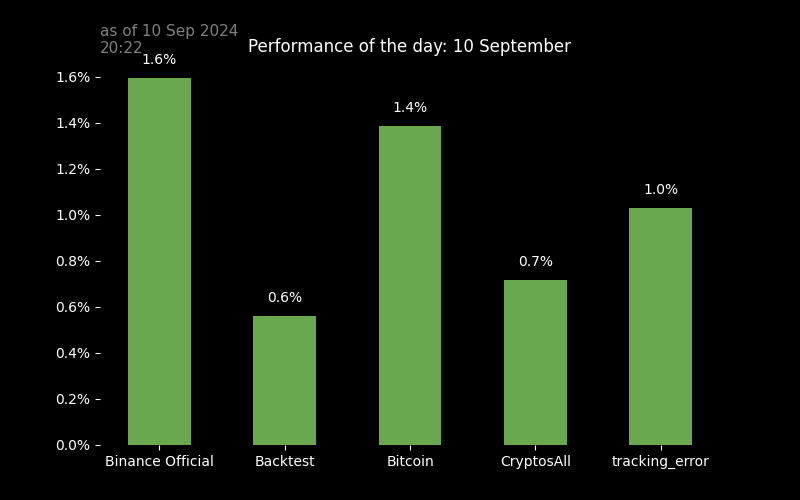 as of 10 Sep 2024
20:22
Performance of the day: 10 September
1.6%
1.4%
1.2%
1.0%
0.8%
0.6%
0.4%
0.2%
0.0%
1.6%
0.6%
1.4%
0.7%
1.0%
Binance Official
Backtest
Bitcoin
CryptosAll
tracking_error